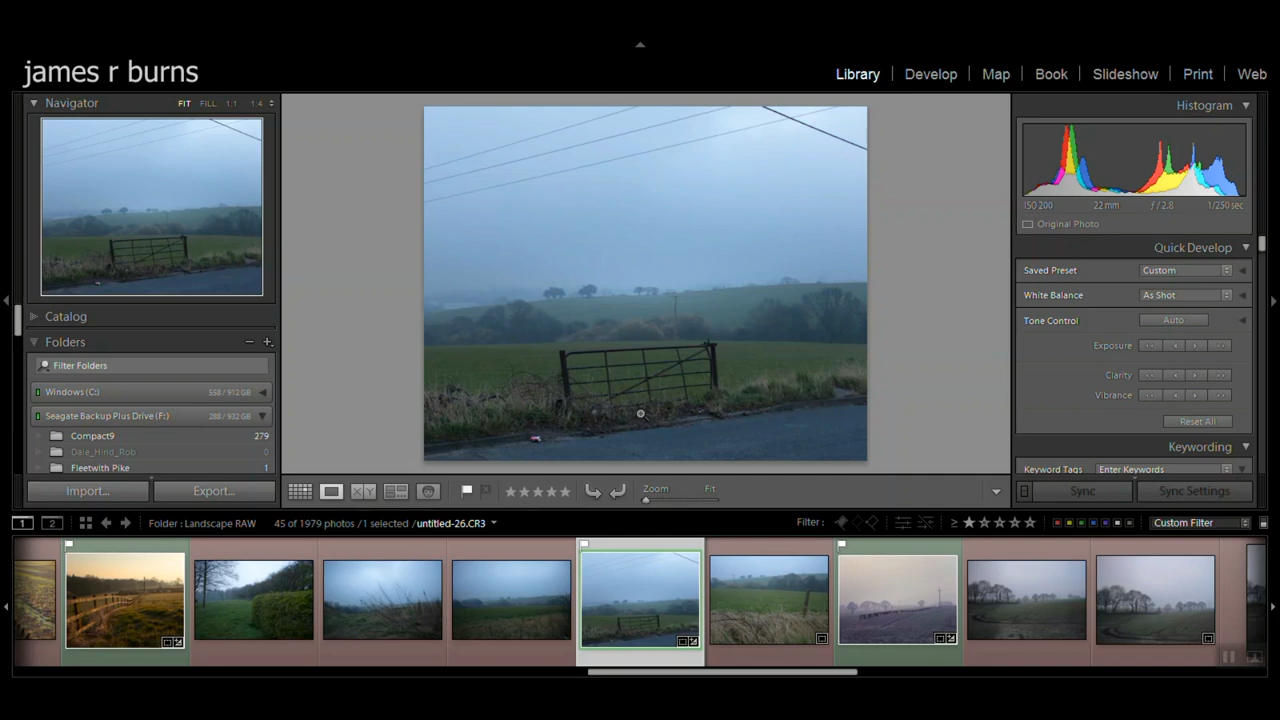 james r burns
Library | Develop | Map | Book | Slideshow | Print | Web
Navigator FIT FILL 1:1 1:4
Histogram
ISO 200 22 mm ƒ / 2.8 1/250 sec
Original Photo
Quick Develop
Saved Preset Custom
White Balance As Shot
Tone Control Auto
Exposure
Clarity
Vibrance
Reset All
Keywording
Keyword Tags Enter Keywords
Catalog
Folders
Filter Folders
Windows (C:) 558 / 912 GB
Seagate Backup Plus Drive (F:) 288 / 932 GB
Compact9 279
Dale_Hind_Rob 0
Fleetwith Pike 1
Import... Export...
X Y
Zoom Fit
Sync Sync Settings
1 2 Folder : Landscape RAW 45 of 1979 photos / 1 selected / untitled-26.CR3 Filter : Custom Filter